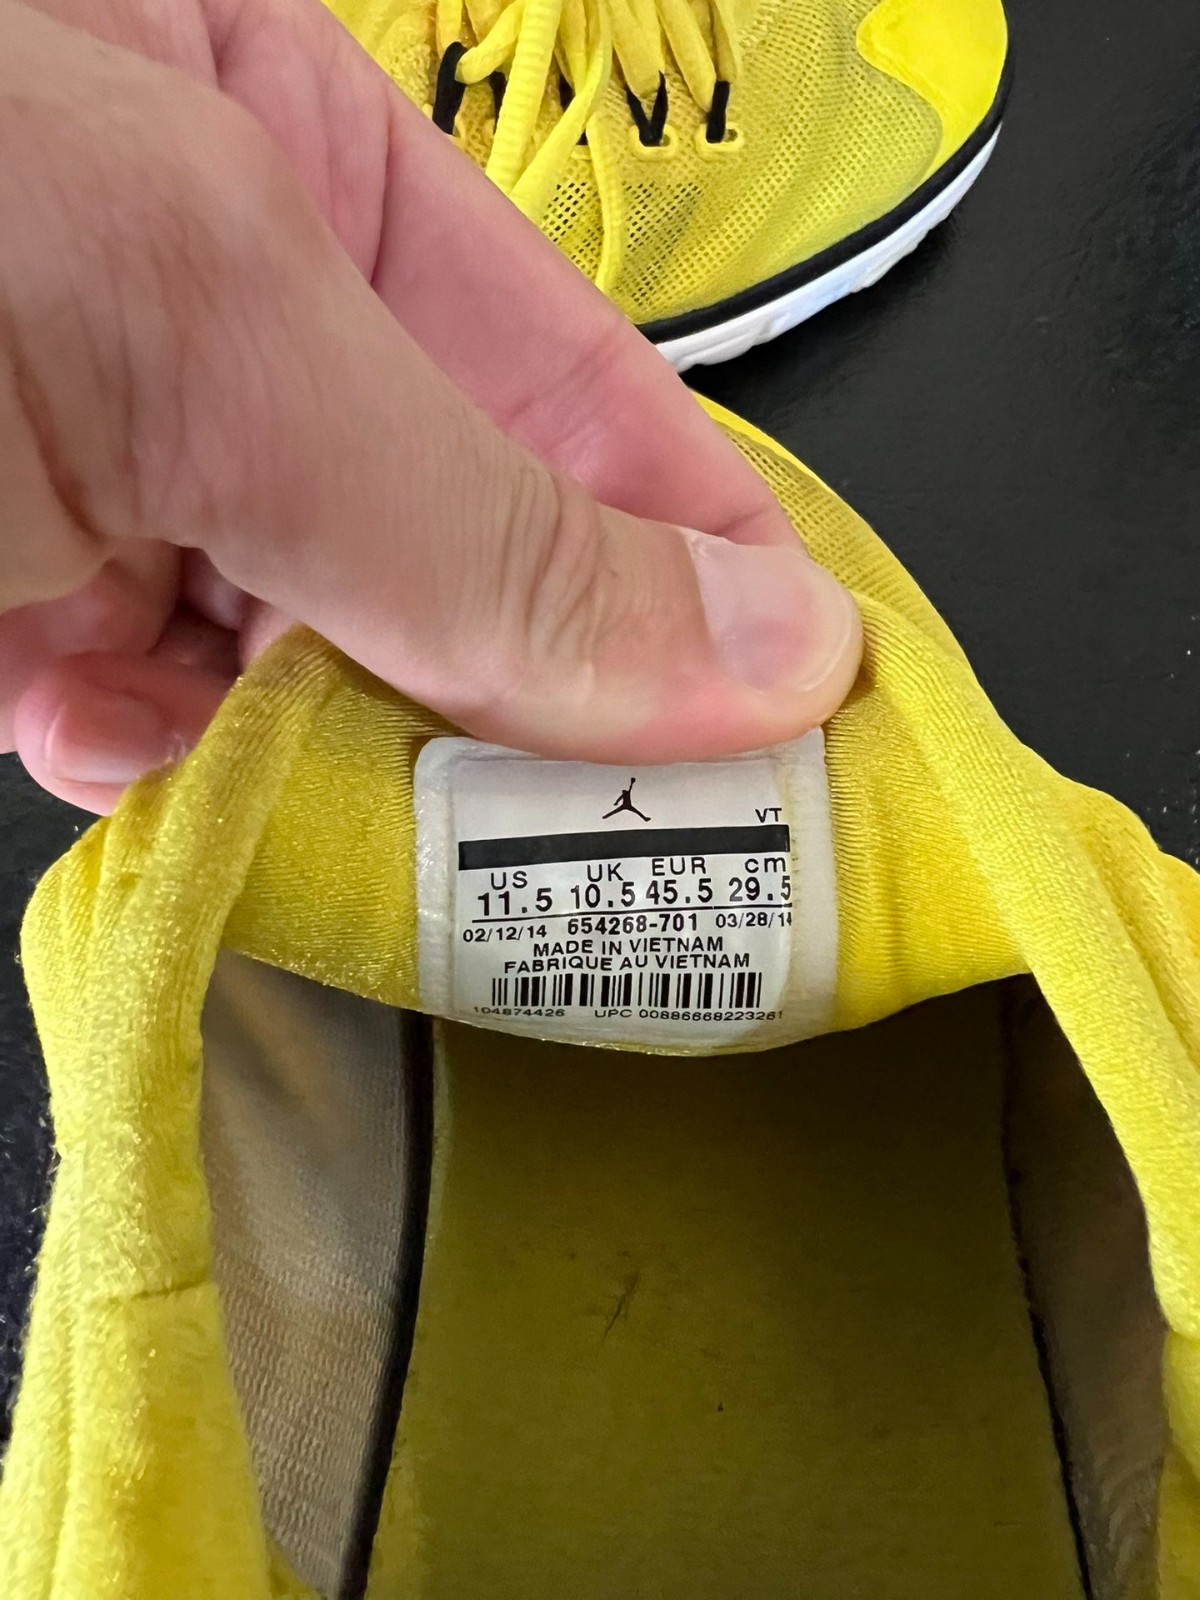 VT
US UK EUR cm
11.5 10.5 45.5 29.5
02/12/14 654268-701 03/28/14
MADE IN VIETNAM
FABRIQUE AU VIETNAM
104874426 UPC 00886668223261